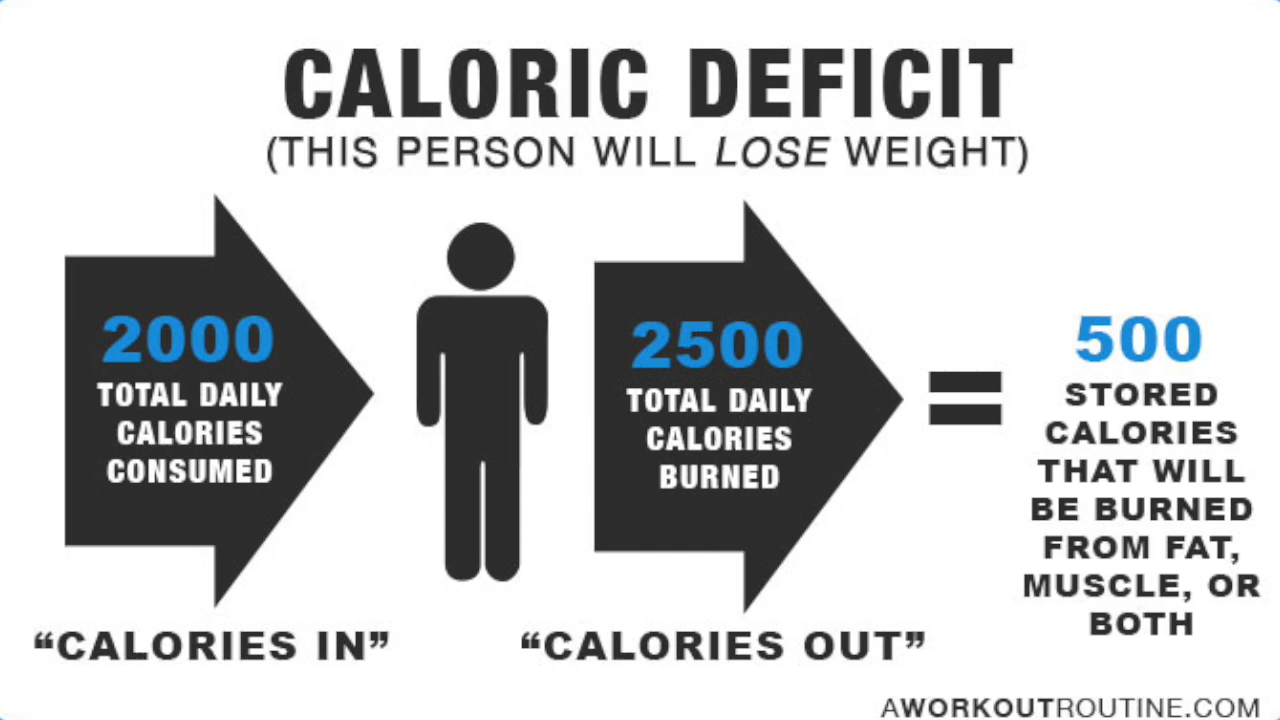 CALORIC DEFICIT
(THIS PERSON WILL LOSE WEIGHT)
2000
TOTAL DAILY
CALORIES
CONSUMED
“CALORIES IN”
2500
TOTAL DAILY
CALORIES
BURNED
“CALORIES OUT”
=
500
STORED
CALORIES
THAT WILL
BE BURNED
FROM FAT,
MUSCLE, OR
BOTH
AWORKOUTROUTINE.COM